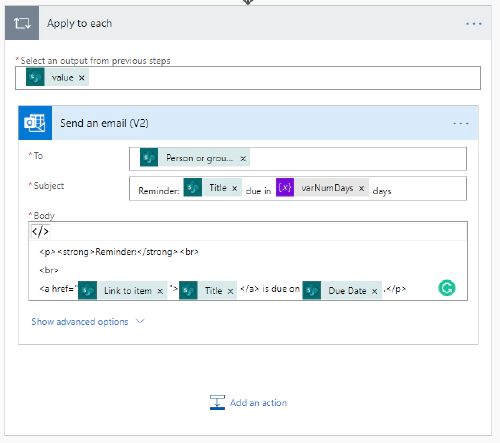 Apply to each
* Select an output from previous steps
value ×
Send an email (V2)
* To
Person or grou... ×
* Subject
Reminder: Title × due in {x} varNumDays × days
* Body
</>
<p><strong>Reminder:</strong><br>
<br>
<a href=" Link to item × "> Title × </a> is due on Due Date × .</p>
Show advanced options
Add an action